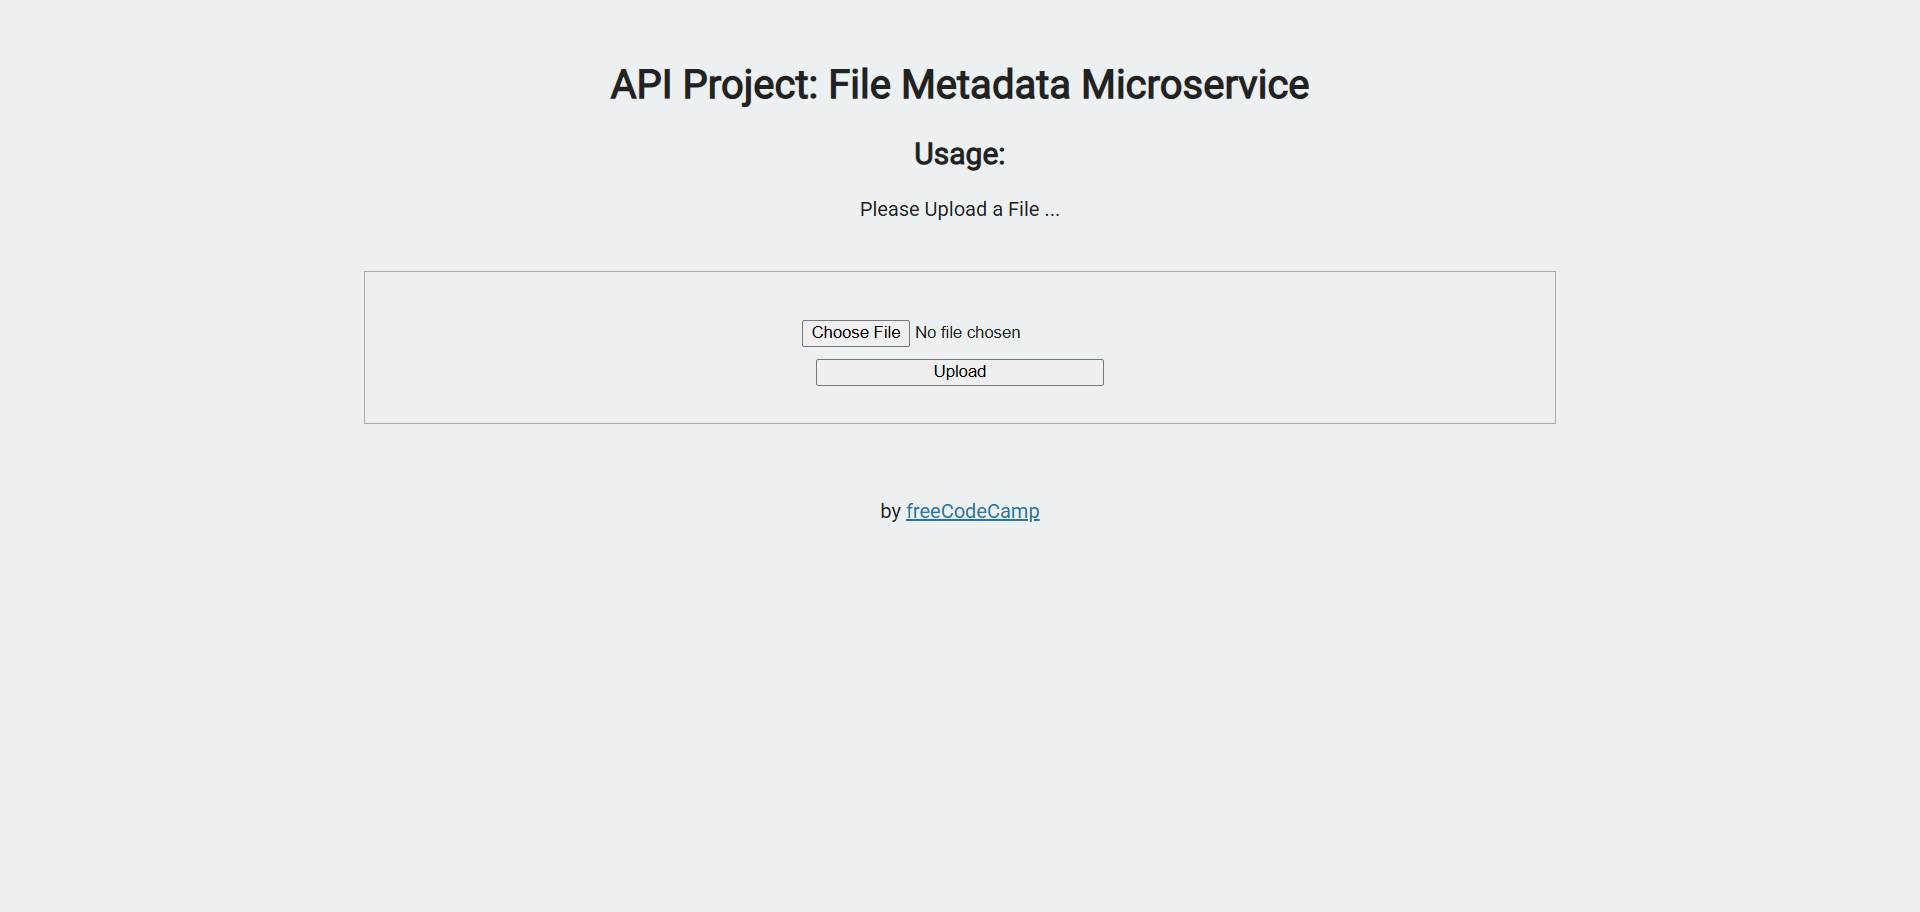 API Project: File Metadata Microservice
Usage:
Please Upload a File ...
Choose File No file chosen
Upload
by freeCodeCamp